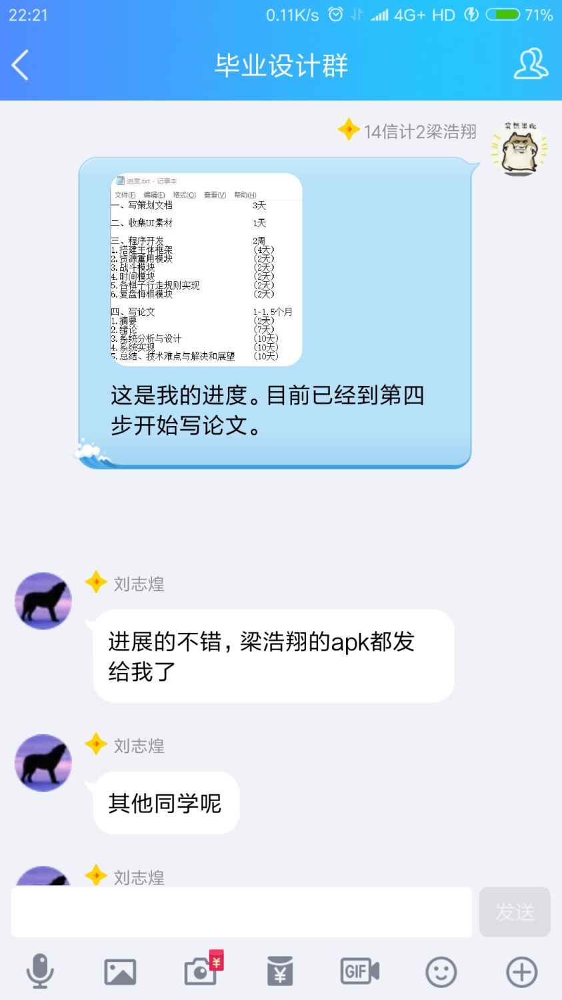 22:21
0.11K/s 4G+ HD 71%
毕业设计群
14信计2梁浩翔
突然出现
进度.txt - 记事本
文件(F) 编辑(E) 格式(O) 查看(V) 帮助(H)
一、写策划文档 3天
二、收集UI素材 1天
三、程序开发 2周
1.搭建主体框架 (4天)
2.资源重用模块 (2天)
3.战斗模块 (2天)
4.时间模块 (2天)
5.各棋子行走规则实现 (2天)
6.复盘悔棋模块 (2天)
四、写论文 1-1.5个月
1.摘要 (2天)
2.绪论 (7天)
3.系统分析与设计 (10天)
4.系统实现 (10天)
5.总结、技术难点与解决和展望 (10天)
这是我的进度。目前已经到第四
步开始写论文。
刘志煌
进展的不错，梁浩翔的apk都发
给我了
刘志煌
其他同学呢
刘志煌
发送
¥
¥
GIF